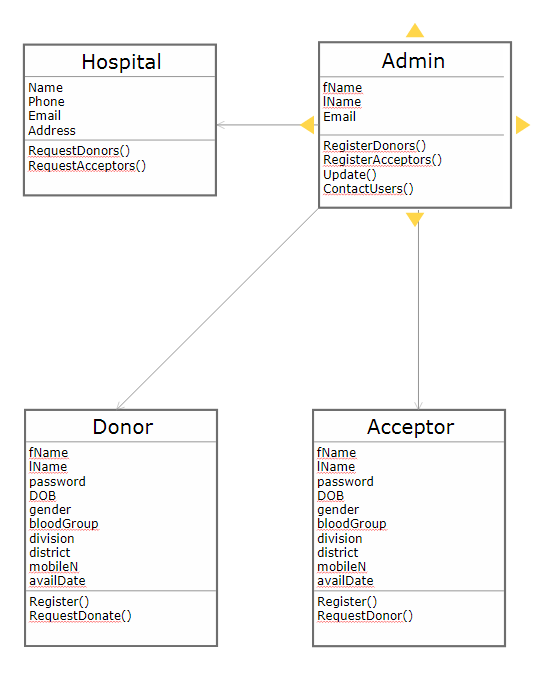 Hospital
Name
Phone
Email
Address
RequestDonors()
RequestAcceptors()
Admin
fName
lName
Email
RegisterDonors()
RegisterAcceptors()
Update()
ContactUsers()
Donor
fName
lName
password
DOB
gender
bloodGroup
division
district
mobileN
availDate
Register()
RequestDonate()
Acceptor
fName
lName
password
DOB
gender
bloodGroup
division
district
mobileN
availDate
Register()
RequestDonor()